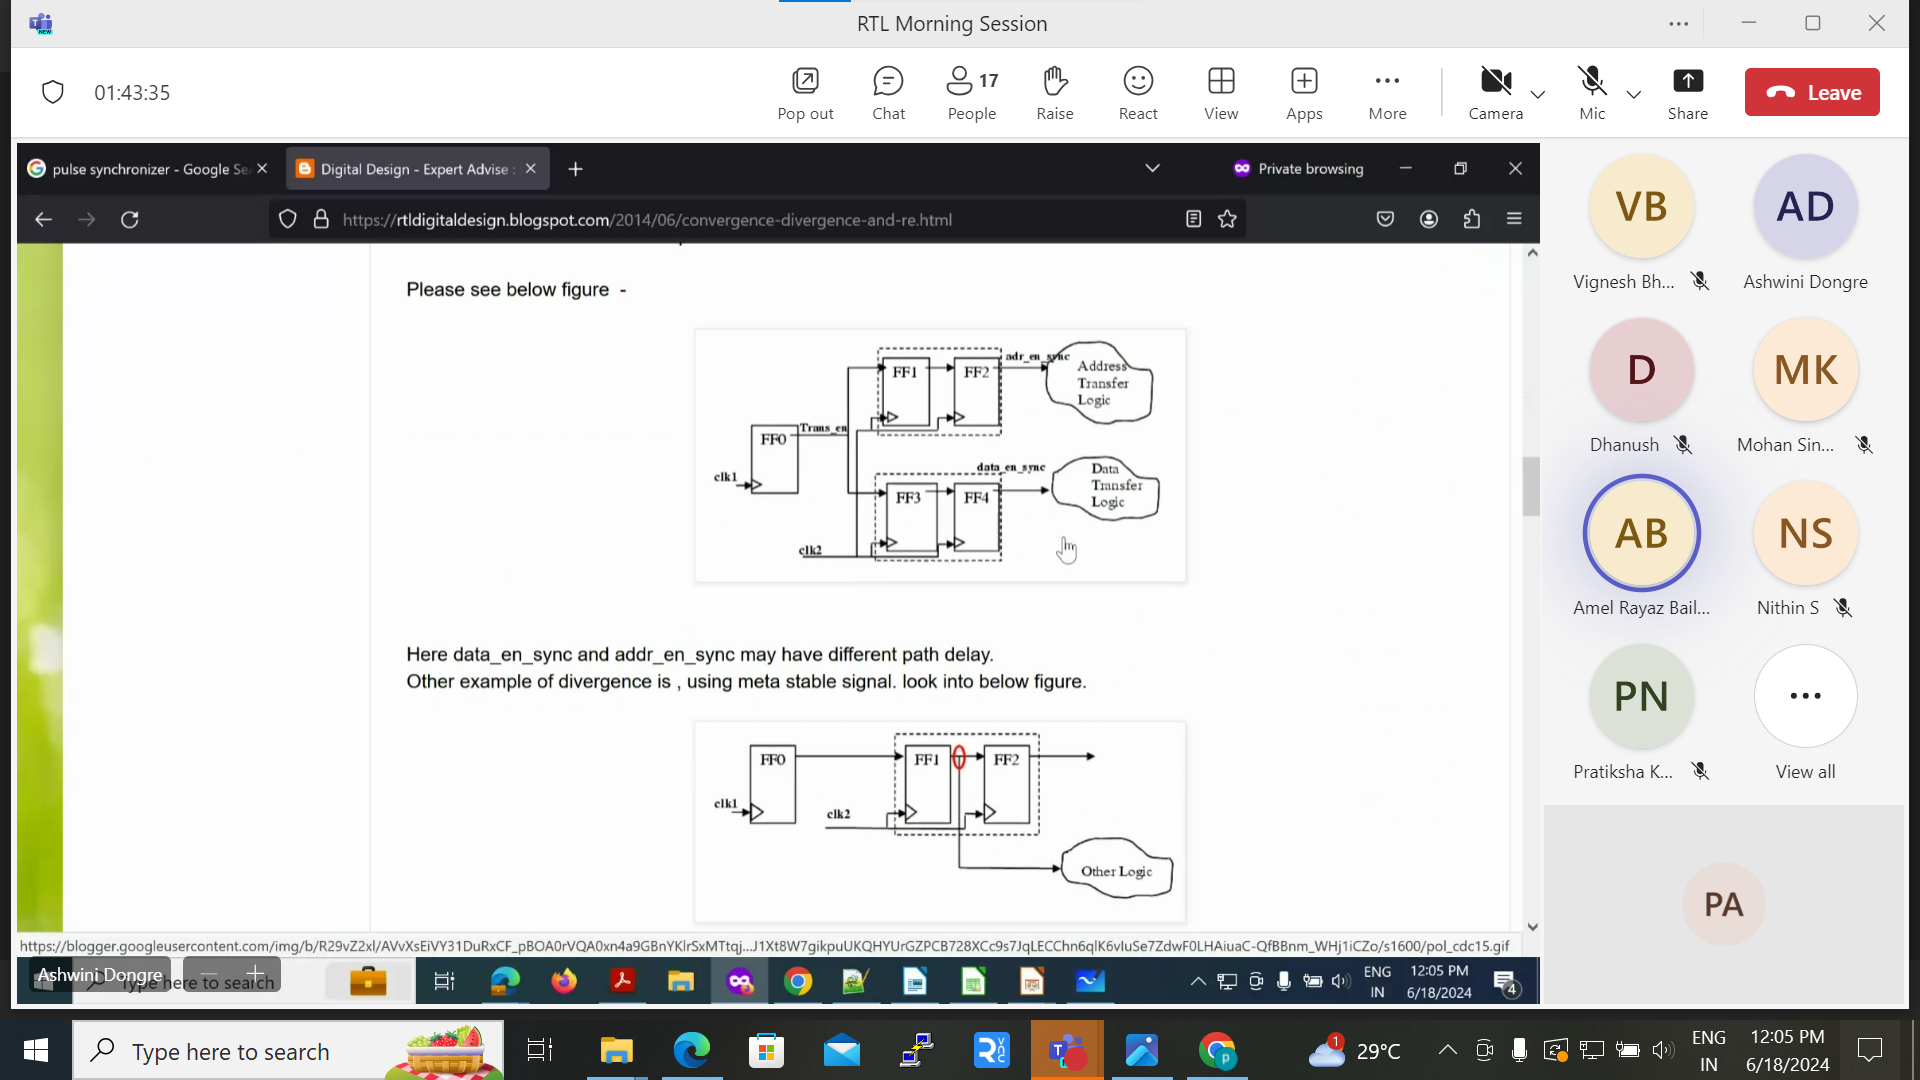 RTL Morning Session
01:43:35
Pop out
Chat
17
People
Raise
React
View
Apps
More
Camera
Mic
Share
Leave
pulse synchronizer - Google Se
Digital Design - Expert Advise :
Private browsing
https://rtldigitaldesign.blogspot.com/2014/06/convergence-divergence-and-re.html
Please see below figure -
FF1
FF2
adr_en_sync
Address
Transfer
Logic
Trans_en
FF0
clk1
data_en_sync
FF3
FF4
Data
Transfer
Logic
clk2
Here data_en_sync and addr_en_sync may have different path delay.
Other example of divergence is , using meta stable signal. look into below figure.
FF0
FF1
FF2
clk1
clk2
Other Logic
https://blogger.googleusercontent.com/img/b/R29vZ2xl/AVvXsEiVY31DuRxCF_pBOA0rVQA0xn4a9GBnYKlrSxMTtqj...J1Xt8W7gikpuUKQHYUrGZPCB728XCc9s7JqLECChn6qlK6vIuSe7ZdwF0LHAiuaC-QfBBnm_WHj1iCZo/s1600/pol_cdc15.gif
Ashwini Dongre
Type here to search
ENG
IN
12:05 PM
6/18/2024
4
VB
Vignesh Bh...
AD
Ashwini Dongre
D
Dhanush
MK
Mohan Sin...
AB
Amel Rayaz Bail...
NS
Nithin S
PN
Pratiksha K...
View all
PA
Type here to search
1
29°C
ENG
IN
12:05 PM
6/18/2024